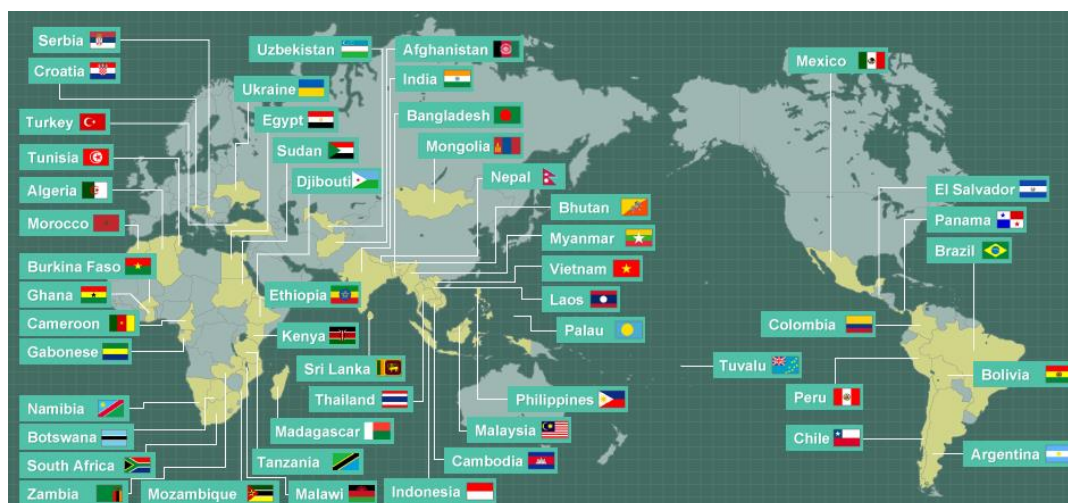 Serbia
Croatia
Turkey
Tunisia
Algeria
Morocco
Burkina Faso
Ghana
Cameroon
Gabonese
Namibia
Botswana
South Africa
Zambia
Uzbekistan
Ukraine
Egypt
Sudan
Djibouti
Ethiopia
Kenya
Sri Lanka
Thailand
Madagascar
Tanzania
Mozambique
Malawi
Indonesia
Afghanistan
India
Bangladesh
Mongolia
Nepal
Bhutan
Myanmar
Vietnam
Laos
Palau
Philippines
Malaysia
Cambodia
Tuvalu
Mexico
El Salvador
Panama
Brazil
Colombia
Bolivia
Peru
Chile
Argentina